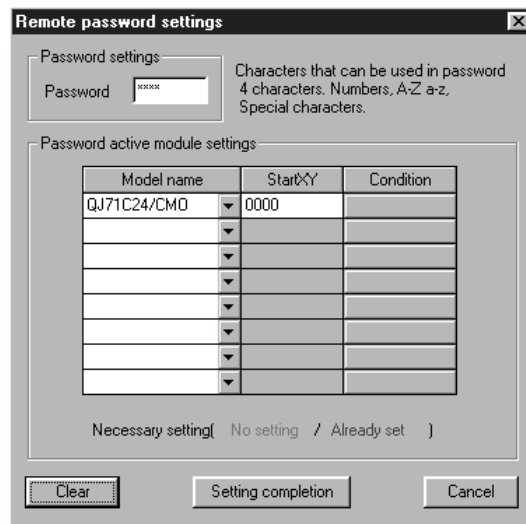 Remote password settings
Password settings
Password xxxx
Characters that can be used in password
4 characters. Numbers, A-Z a-z,
Special characters.
Password active module settings
Model name StartXY Condition
QJ71C24/CMO 0000
Necessary setting( No setting / Already set )
Clear Setting completion Cancel